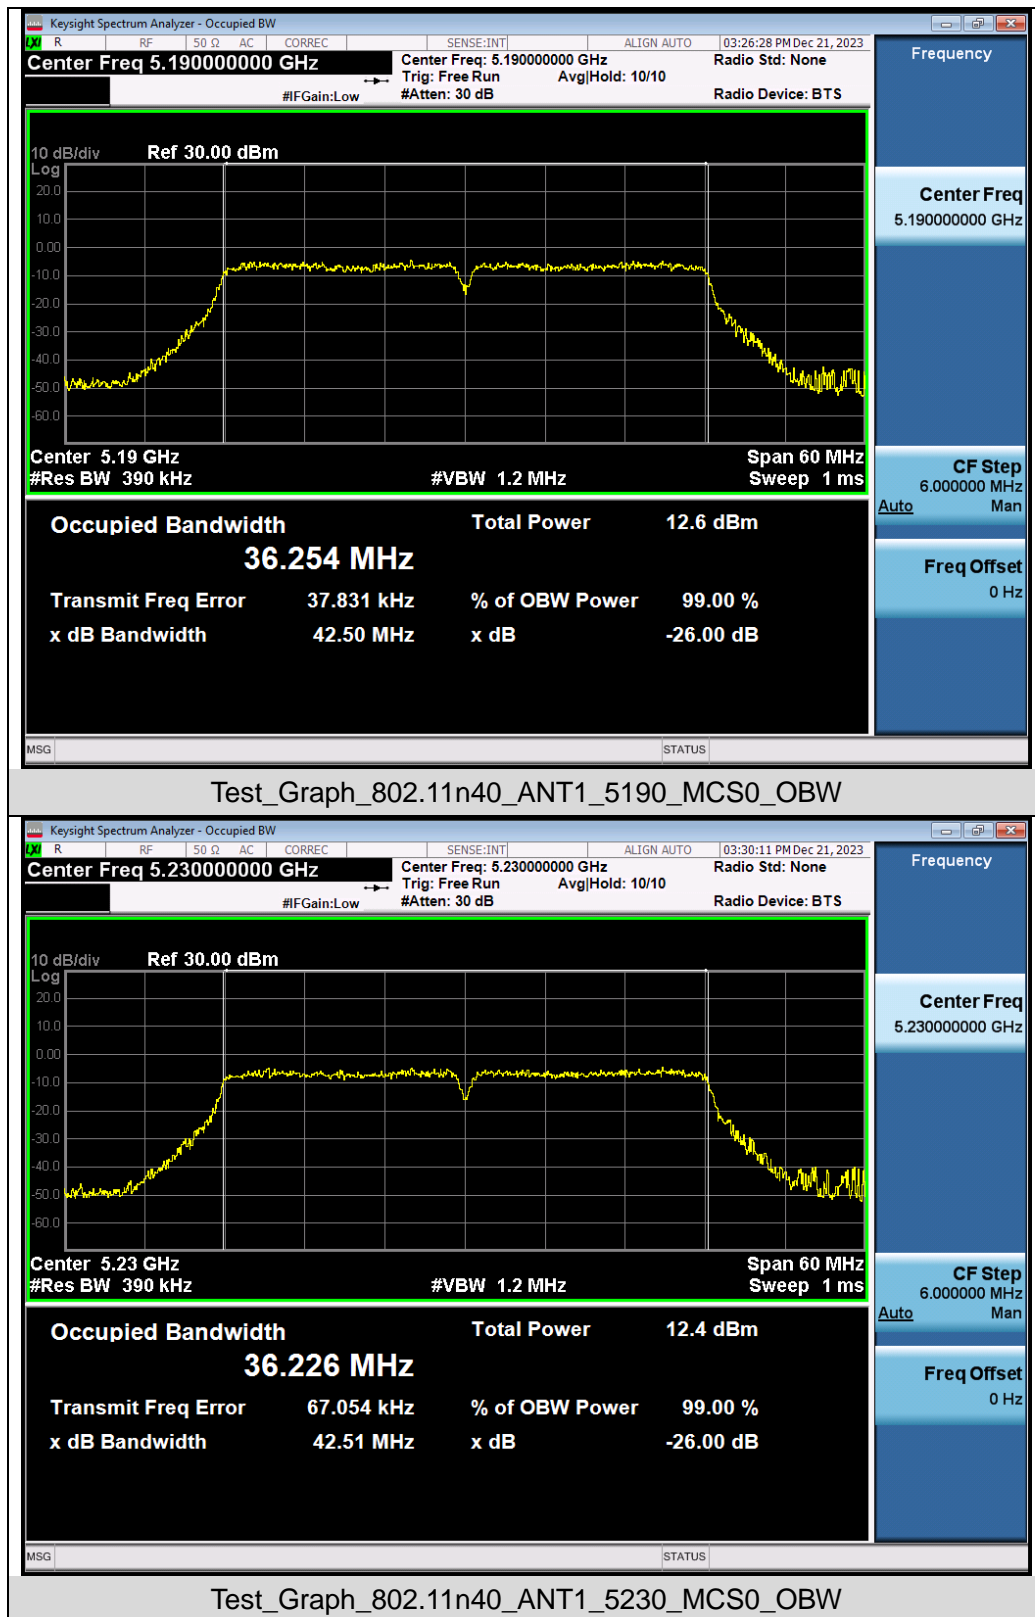 Keysight Spectrum Analyzer - Occupied BW
LXI R RF 50 Ω AC CORREC SENSE:INT ALIGN AUTO 03:26:28 PM Dec 21, 2023
Center Freq 5.190000000 GHz
Center Freq: 5.190000000 GHz
Radio Std: None
Trig: Free Run Avg|Hold: 10/10
#IFGain:Low #Atten: 30 dB Radio Device: BTS
10 dB/div Ref 30.00 dBm
Log
20.0
10.0
0.00
-10.0
-20.0
-30.0
-40.0
-50.0
-60.0
Center 5.19 GHz Span 60 MHz
#Res BW 390 kHz #VBW 1.2 MHz Sweep 1 ms
Occupied Bandwidth Total Power 12.6 dBm
36.254 MHz
Transmit Freq Error 37.831 kHz % of OBW Power 99.00 %
x dB Bandwidth 42.50 MHz x dB -26.00 dB
MSG STATUS
Frequency
Center Freq
5.190000000 GHz
CF Step
6.000000 MHz
Auto Man
Freq Offset
0 Hz
Test_Graph_802.11n40_ANT1_5190_MCS0_OBW
Keysight Spectrum Analyzer - Occupied BW
LXI R RF 50 Ω AC CORREC SENSE:INT ALIGN AUTO 03:30:11 PM Dec 21, 2023
Center Freq 5.230000000 GHz
Center Freq: 5.230000000 GHz
Radio Std: None
Trig: Free Run Avg|Hold: 10/10
#IFGain:Low #Atten: 30 dB Radio Device: BTS
10 dB/div Ref 30.00 dBm
Log
20.0
10.0
0.00
-10.0
-20.0
-30.0
-40.0
-50.0
-60.0
Center 5.23 GHz Span 60 MHz
#Res BW 390 kHz #VBW 1.2 MHz Sweep 1 ms
Occupied Bandwidth Total Power 12.4 dBm
36.226 MHz
Transmit Freq Error 67.054 kHz % of OBW Power 99.00 %
x dB Bandwidth 42.51 MHz x dB -26.00 dB
MSG STATUS
Frequency
Center Freq
5.230000000 GHz
CF Step
6.000000 MHz
Auto Man
Freq Offset
0 Hz
Test_Graph_802.11n40_ANT1_5230_MCS0_OBW